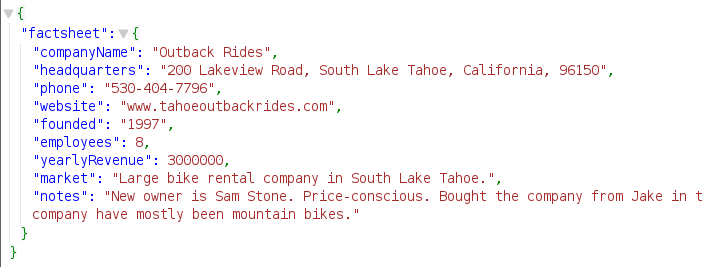 {
"factsheet": {
"companyName": "Outback Rides",
"headquarters": "200 Lakeview Road, South Lake Tahoe, California, 96150",
"phone": "530-404-7796",
"website": "www.tahoeoutbackrides.com",
"founded": "1997",
"employees": 8,
"yearlyRevenue": 3000000,
"market": "Large bike rental company in South Lake Tahoe.",
"notes": "New owner is Sam Stone. Price-conscious. Bought the company from Jake in t
company have mostly been mountain bikes."
}
}